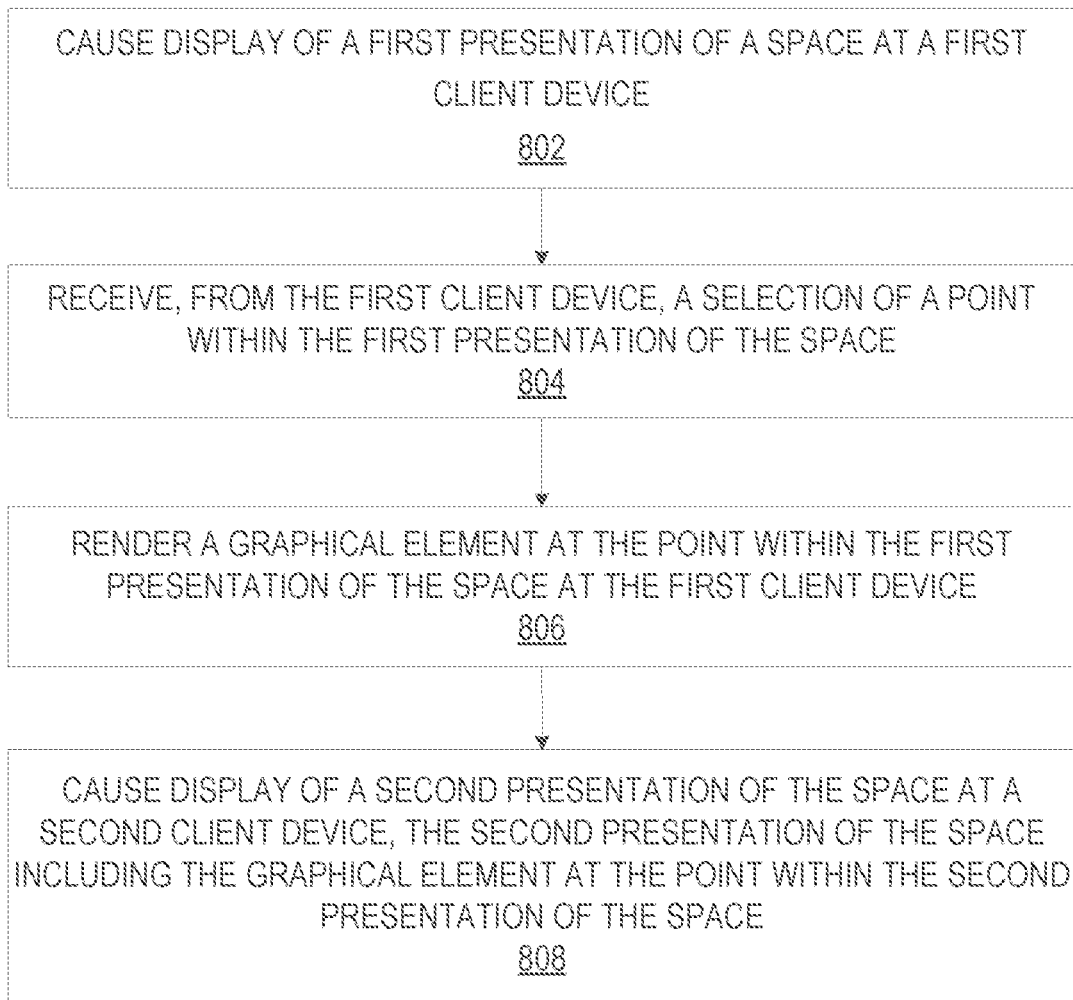 CAUSE DISPLAY OF A FIRST PRESENTATION OF A SPACE AT A FIRST
CLIENT DEVICE
802
RECEIVE, FROM THE FIRST CLIENT DEVICE, A SELECTION OF A POINT
WITHIN THE FIRST PRESENTATION OF THE SPACE
804
RENDER A GRAPHICAL ELEMENT AT THE POINT WITHIN THE FIRST
PRESENTATION OF THE SPACE AT THE FIRST CLIENT DEVICE
806
CAUSE DISPLAY OF A SECOND PRESENTATION OF THE SPACE AT A
SECOND CLIENT DEVICE, THE SECOND PRESENTATION OF THE SPACE
INCLUDING THE GRAPHICAL ELEMENT AT THE POINT WITHIN THE SECOND
PRESENTATION OF THE SPACE
808